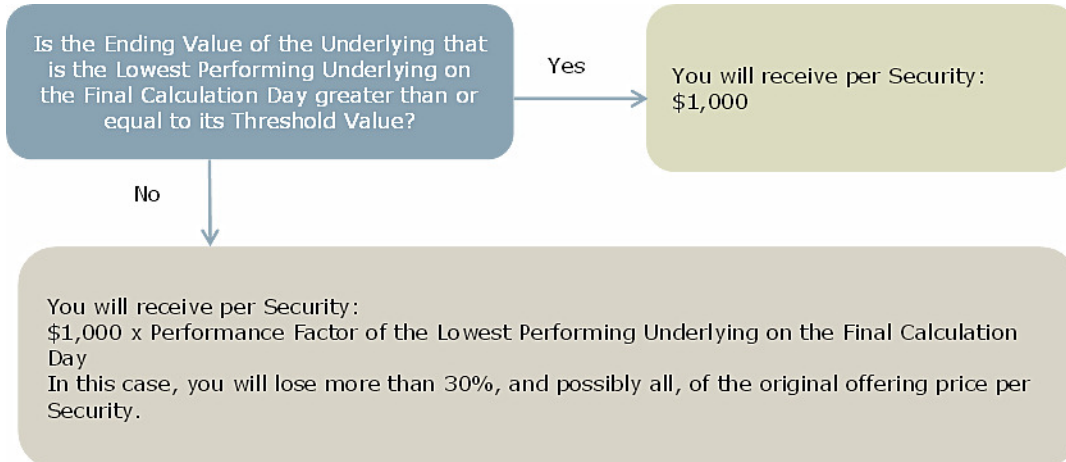 Is the Ending Value of the Underlying that
is the Lowest Performing Underlying on
the Final Calculation Day greater than or
equal to its Threshold Value?
Yes
You will receive per Security:
$1,000
No
You will receive per Security:
$1,000 x Performance Factor of the Lowest Performing Underlying on the Final Calculation
Day
In this case, you will lose more than 30%, and possibly all, of the original offering price per
Security.